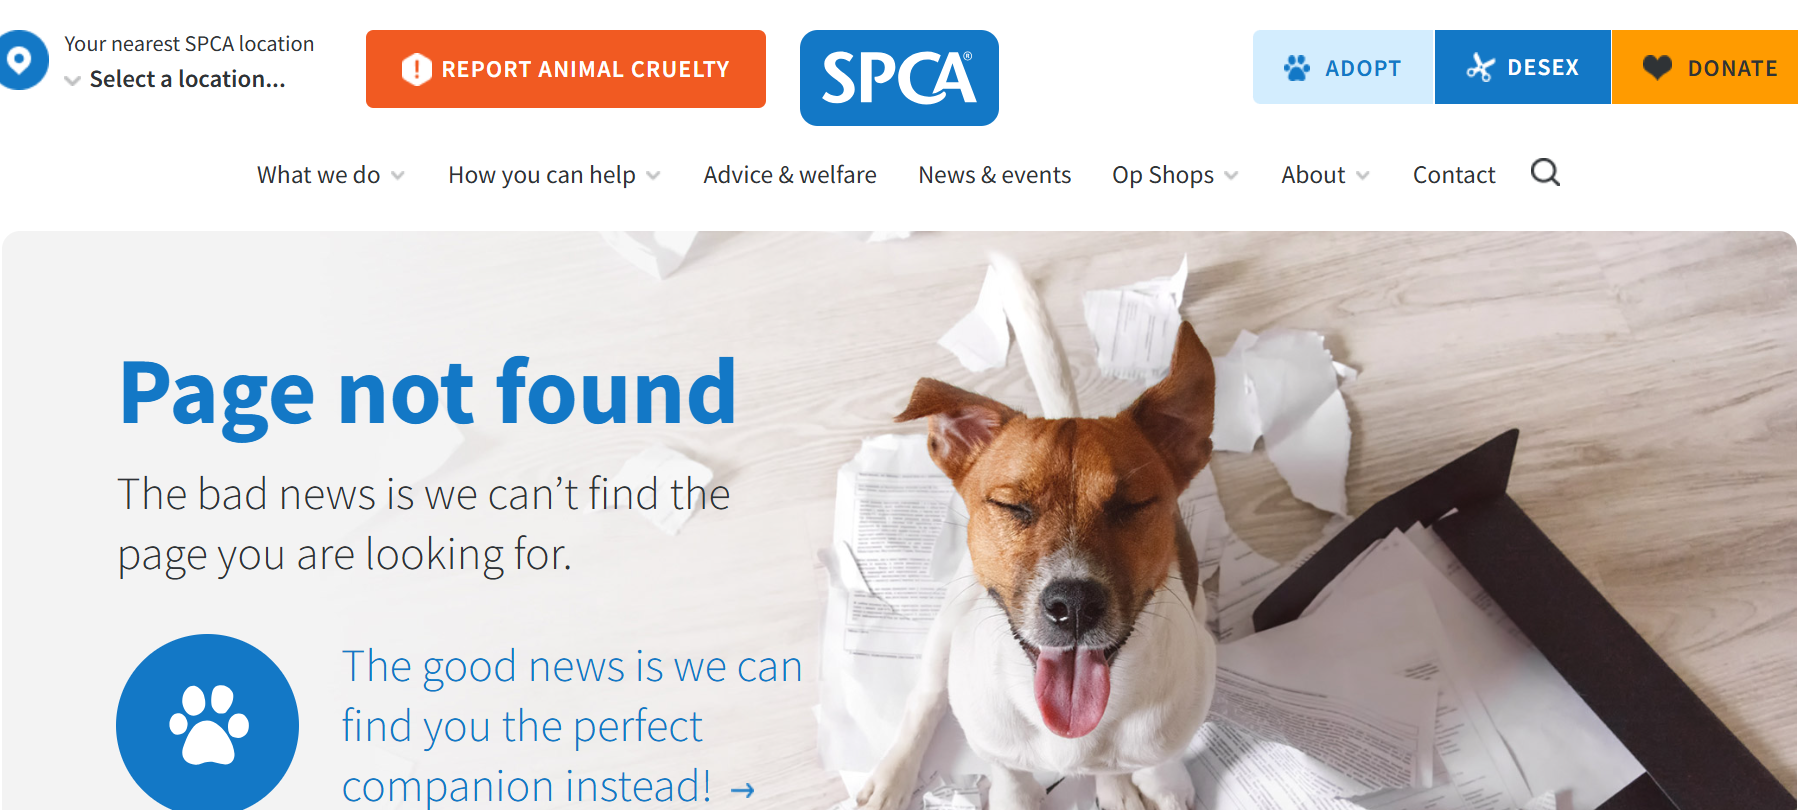 Your nearest SPCA location
Select a location...
REPORT ANIMAL CRUELTY
SPCA®
ADOPT
DESEX
DONATE
What we do
How you can help
Advice & welfare
News & events
Op Shops
About
Contact
Page not found
The bad news is we can’t find the
page you are looking for.
The good news is we can
find you the perfect
companion instead! →